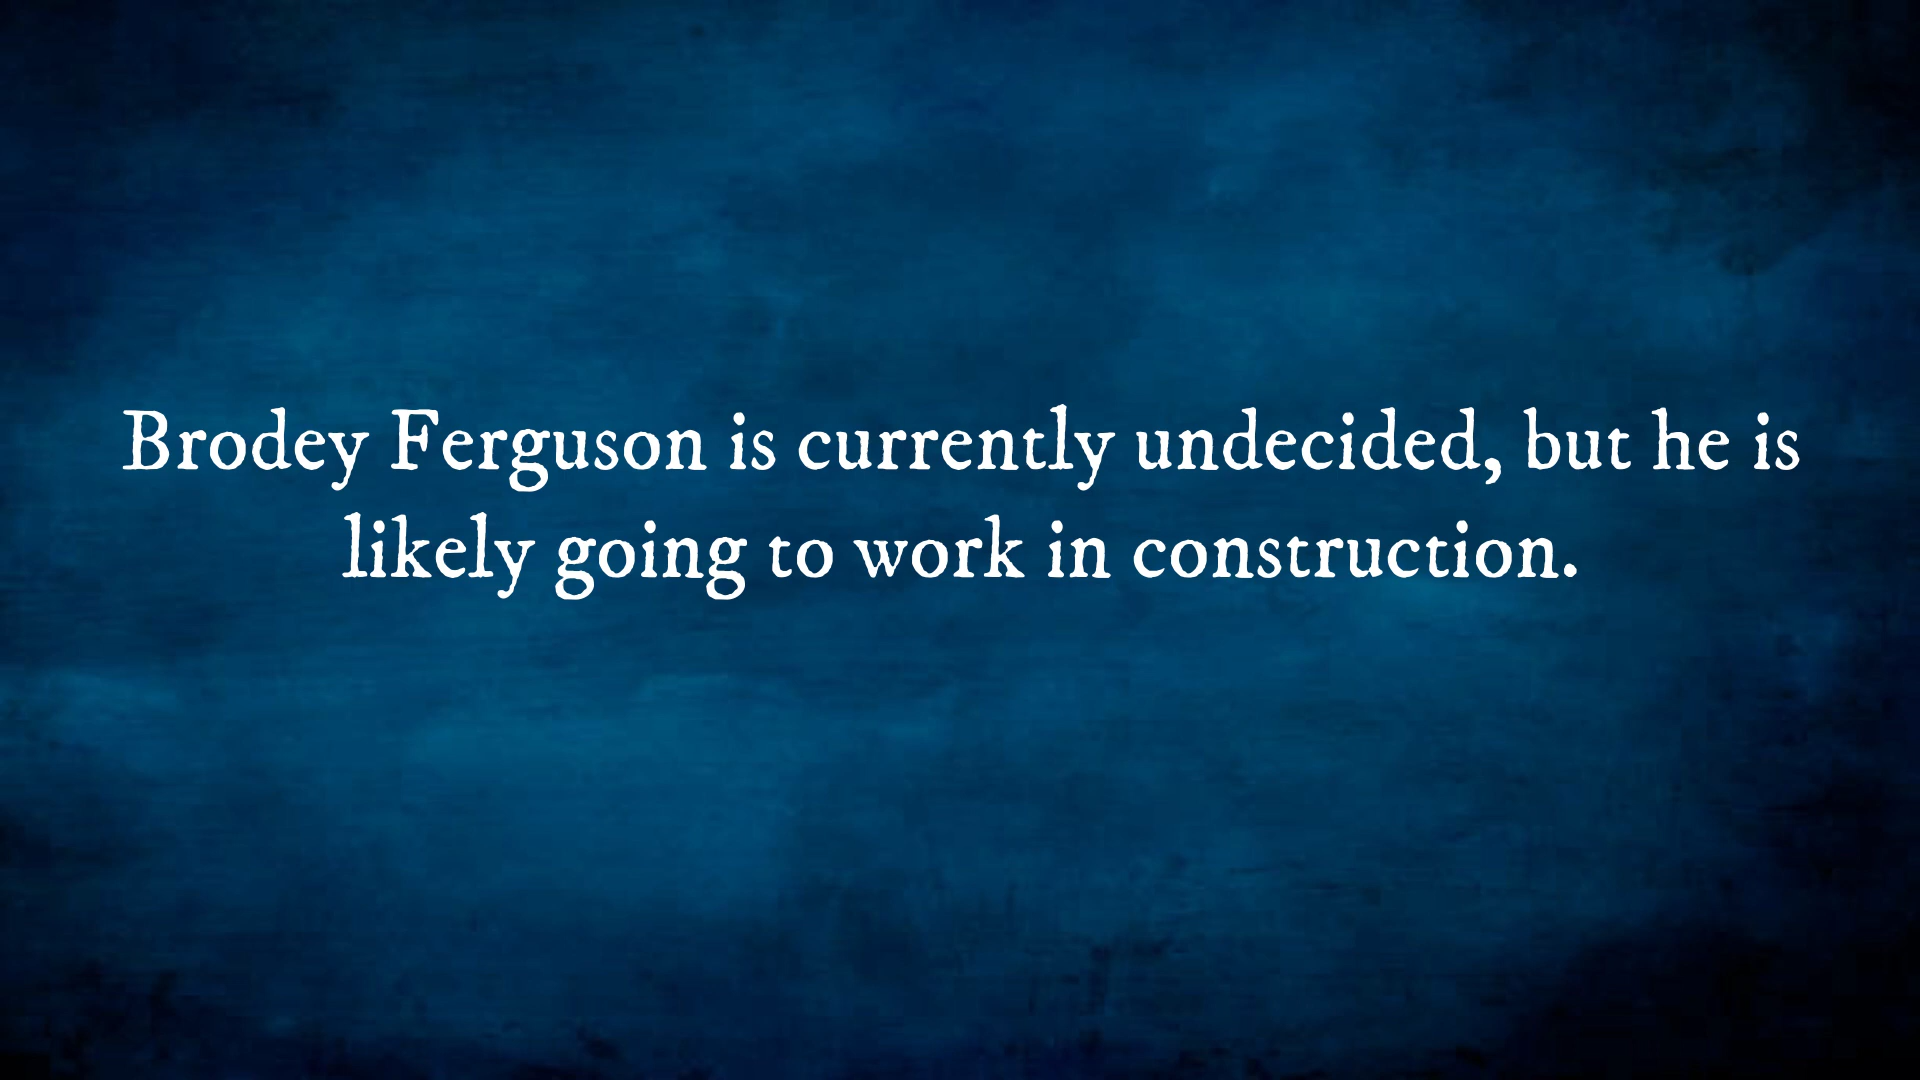 Brodey Ferguson is currently undecided, but he is
likely going to work in construction.